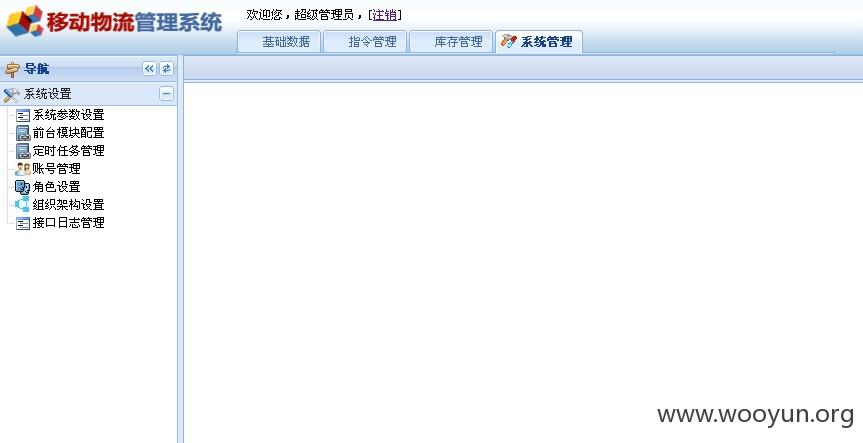 移动物流管理系统
欢迎您，超级管理员，[注销]
基础数据 指令管理 库存管理 系统管理
导航
系统设置
系统参数设置
前台模块配置
定时任务管理
账号管理
角色设置
组织架构设置
接口日志管理
www.wooyun.org